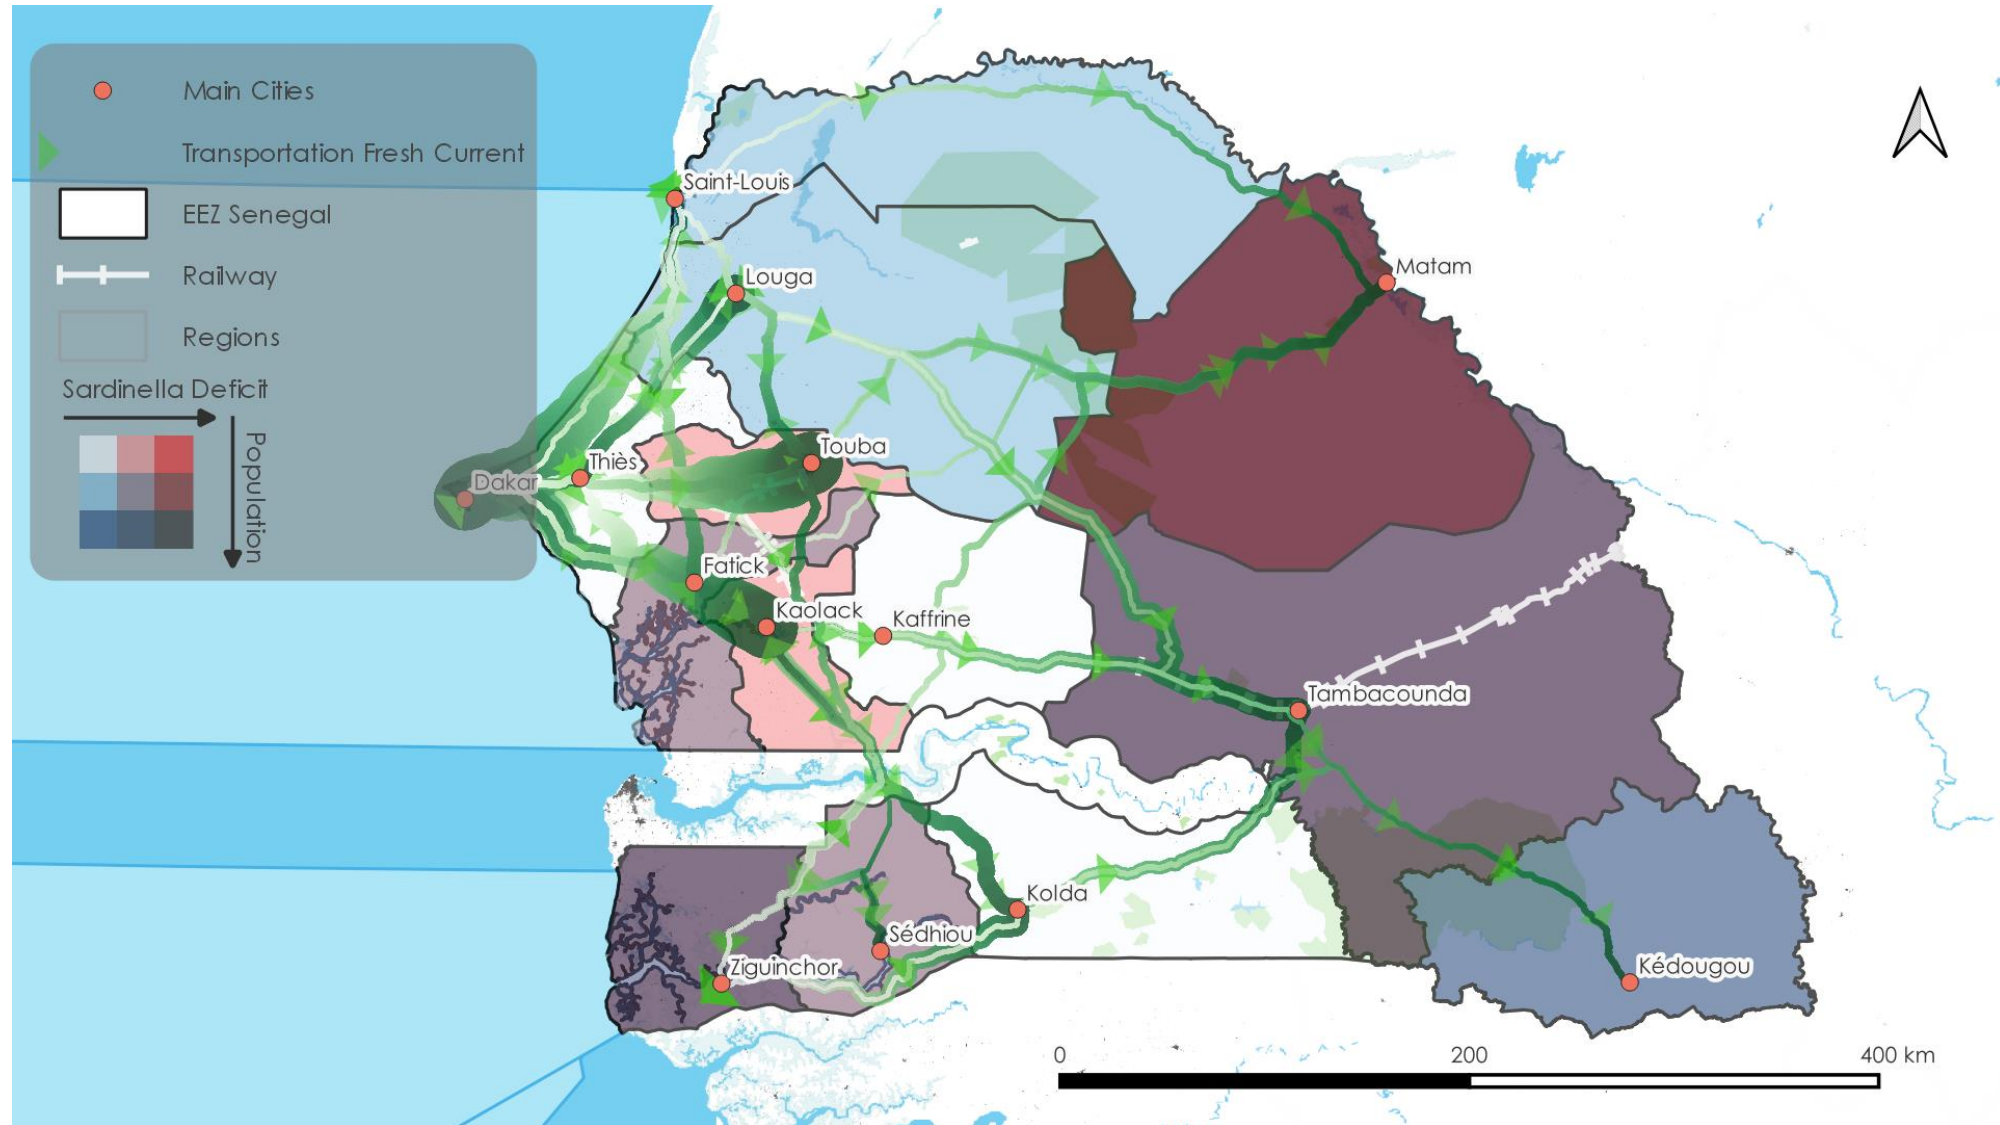 Main Cities
Transportation Fresh Current
EEZ Senegal
Railway
Regions
Sardinella Deficit
Population
Saint-Louis
Louga
Matam
Touba
Thiès
Dakar
Fatick
Kaolack
Kaffrine
Tambacounda
Kolda
Sédhiou
Ziguinchor
Kédougou
0 200 400 km